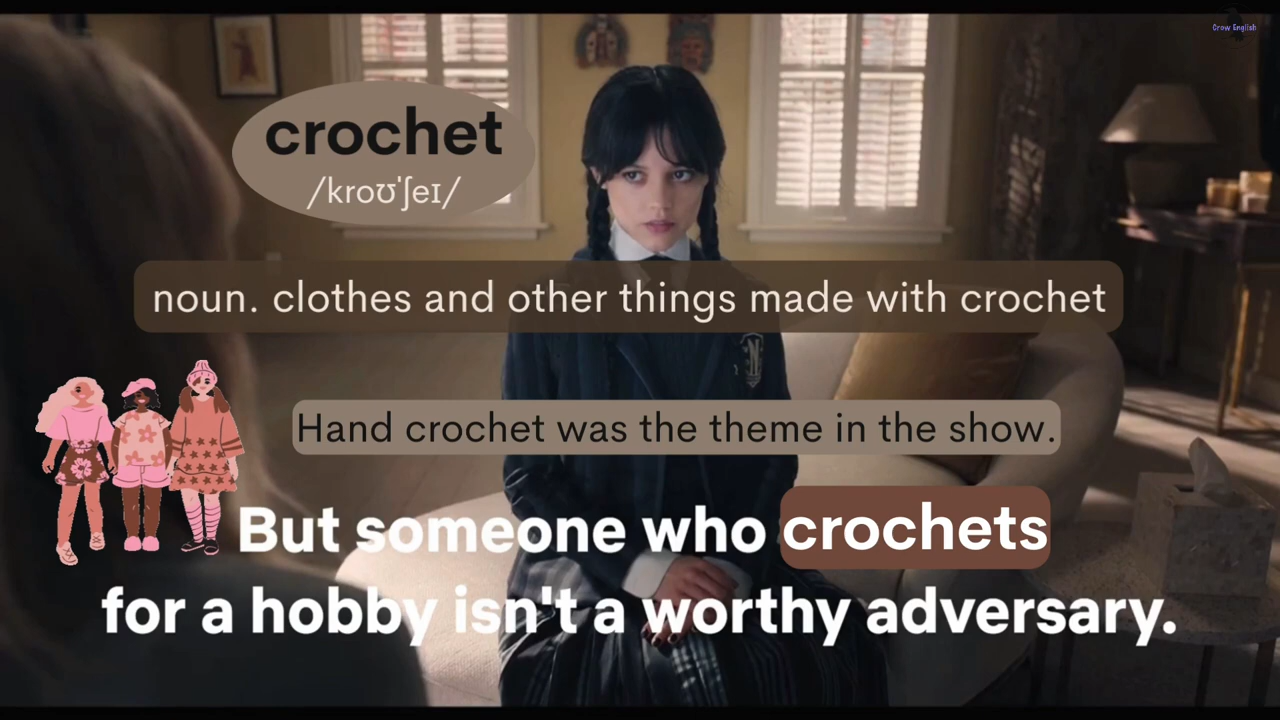 Crow English
crochet
/kroʊˈʃeɪ/
noun. clothes and other things made with crochet
N
Hand crochet was the theme in the show.
But someone who crochets
for a hobby isn't a worthy adversary.